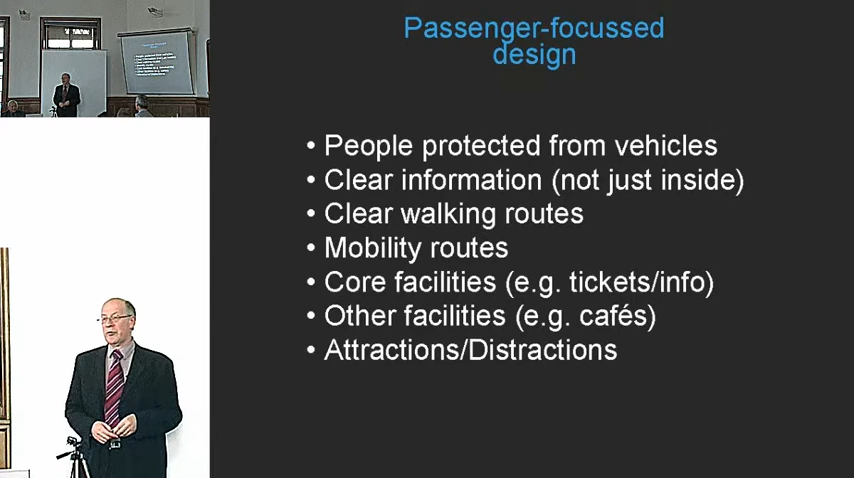 Passenger-focussed
design
• People protected from vehicles
• Clear information (not just inside)
• Clear walking routes
• Mobility routes
• Core facilities (e.g. tickets/info)
• Other facilities (e.g. cafés)
• Attractions/Distractions